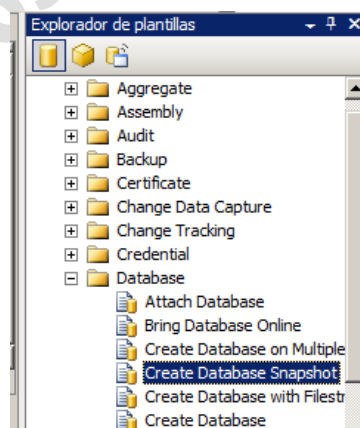 Explorador de plantillas
Aggregate
Assembly
Audit
Backup
Certificate
Change Data Capture
Change Tracking
Credential
Database
Attach Database
Bring Database Online
Create Database on Multiple
Create Database Snapshot
Create Database with Filestr
Create Database